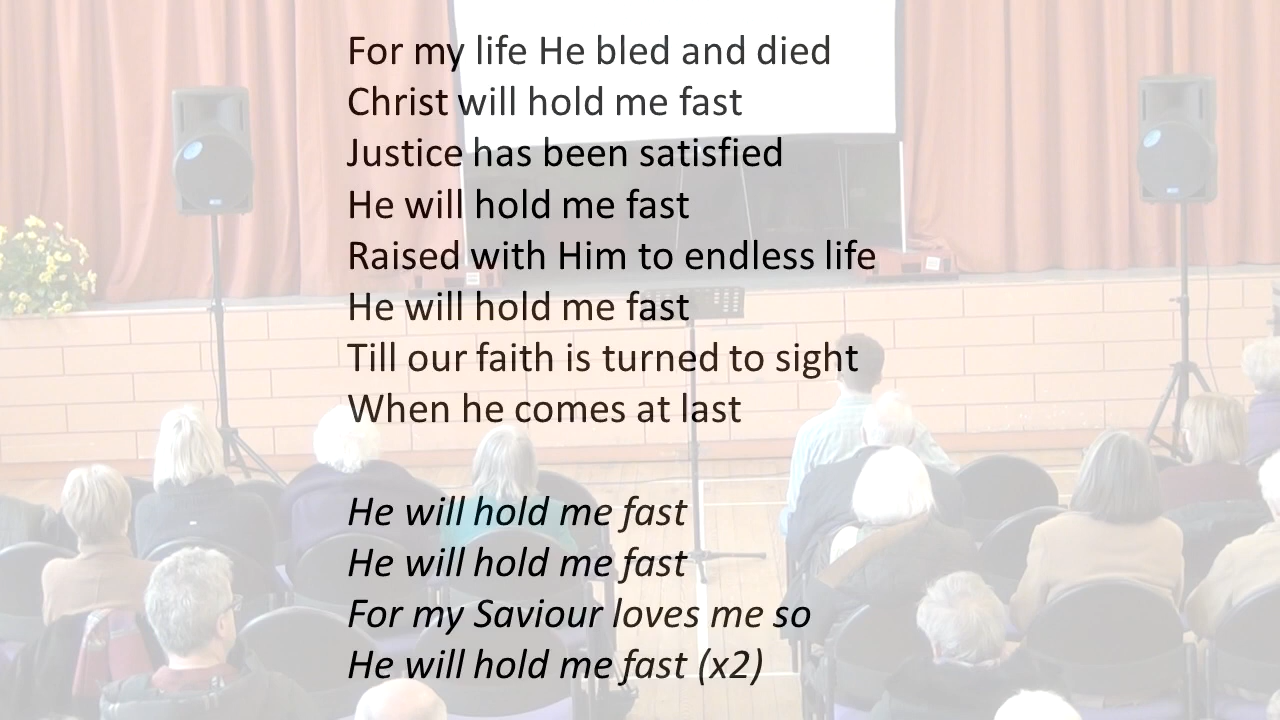 For my life He bled and died
Christ will hold me fast
Justice has been satisfied
He will hold me fast
Raised with Him to endless life
He will hold me fast
Till our faith is turned to sight
When he comes at last
He will hold me fast
He will hold me fast
For my Saviour loves me so
He will hold me fast (x2)